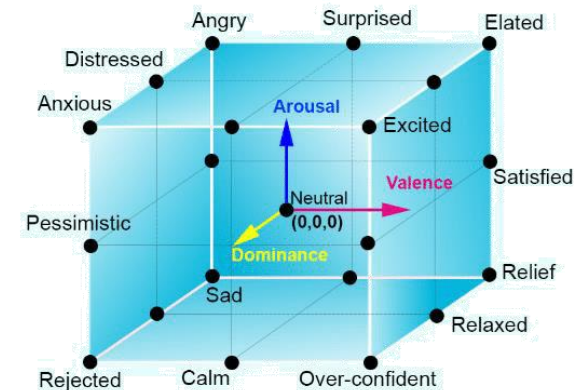 Angry
Surprised
Elated
Distressed
Anxious
Arousal
Excited
Neutral
Valence
Satisfied
(0,0,0)
Pessimistic
Dominance
Sad
Relief
Relaxed
Rejected
Calm
Over-confident